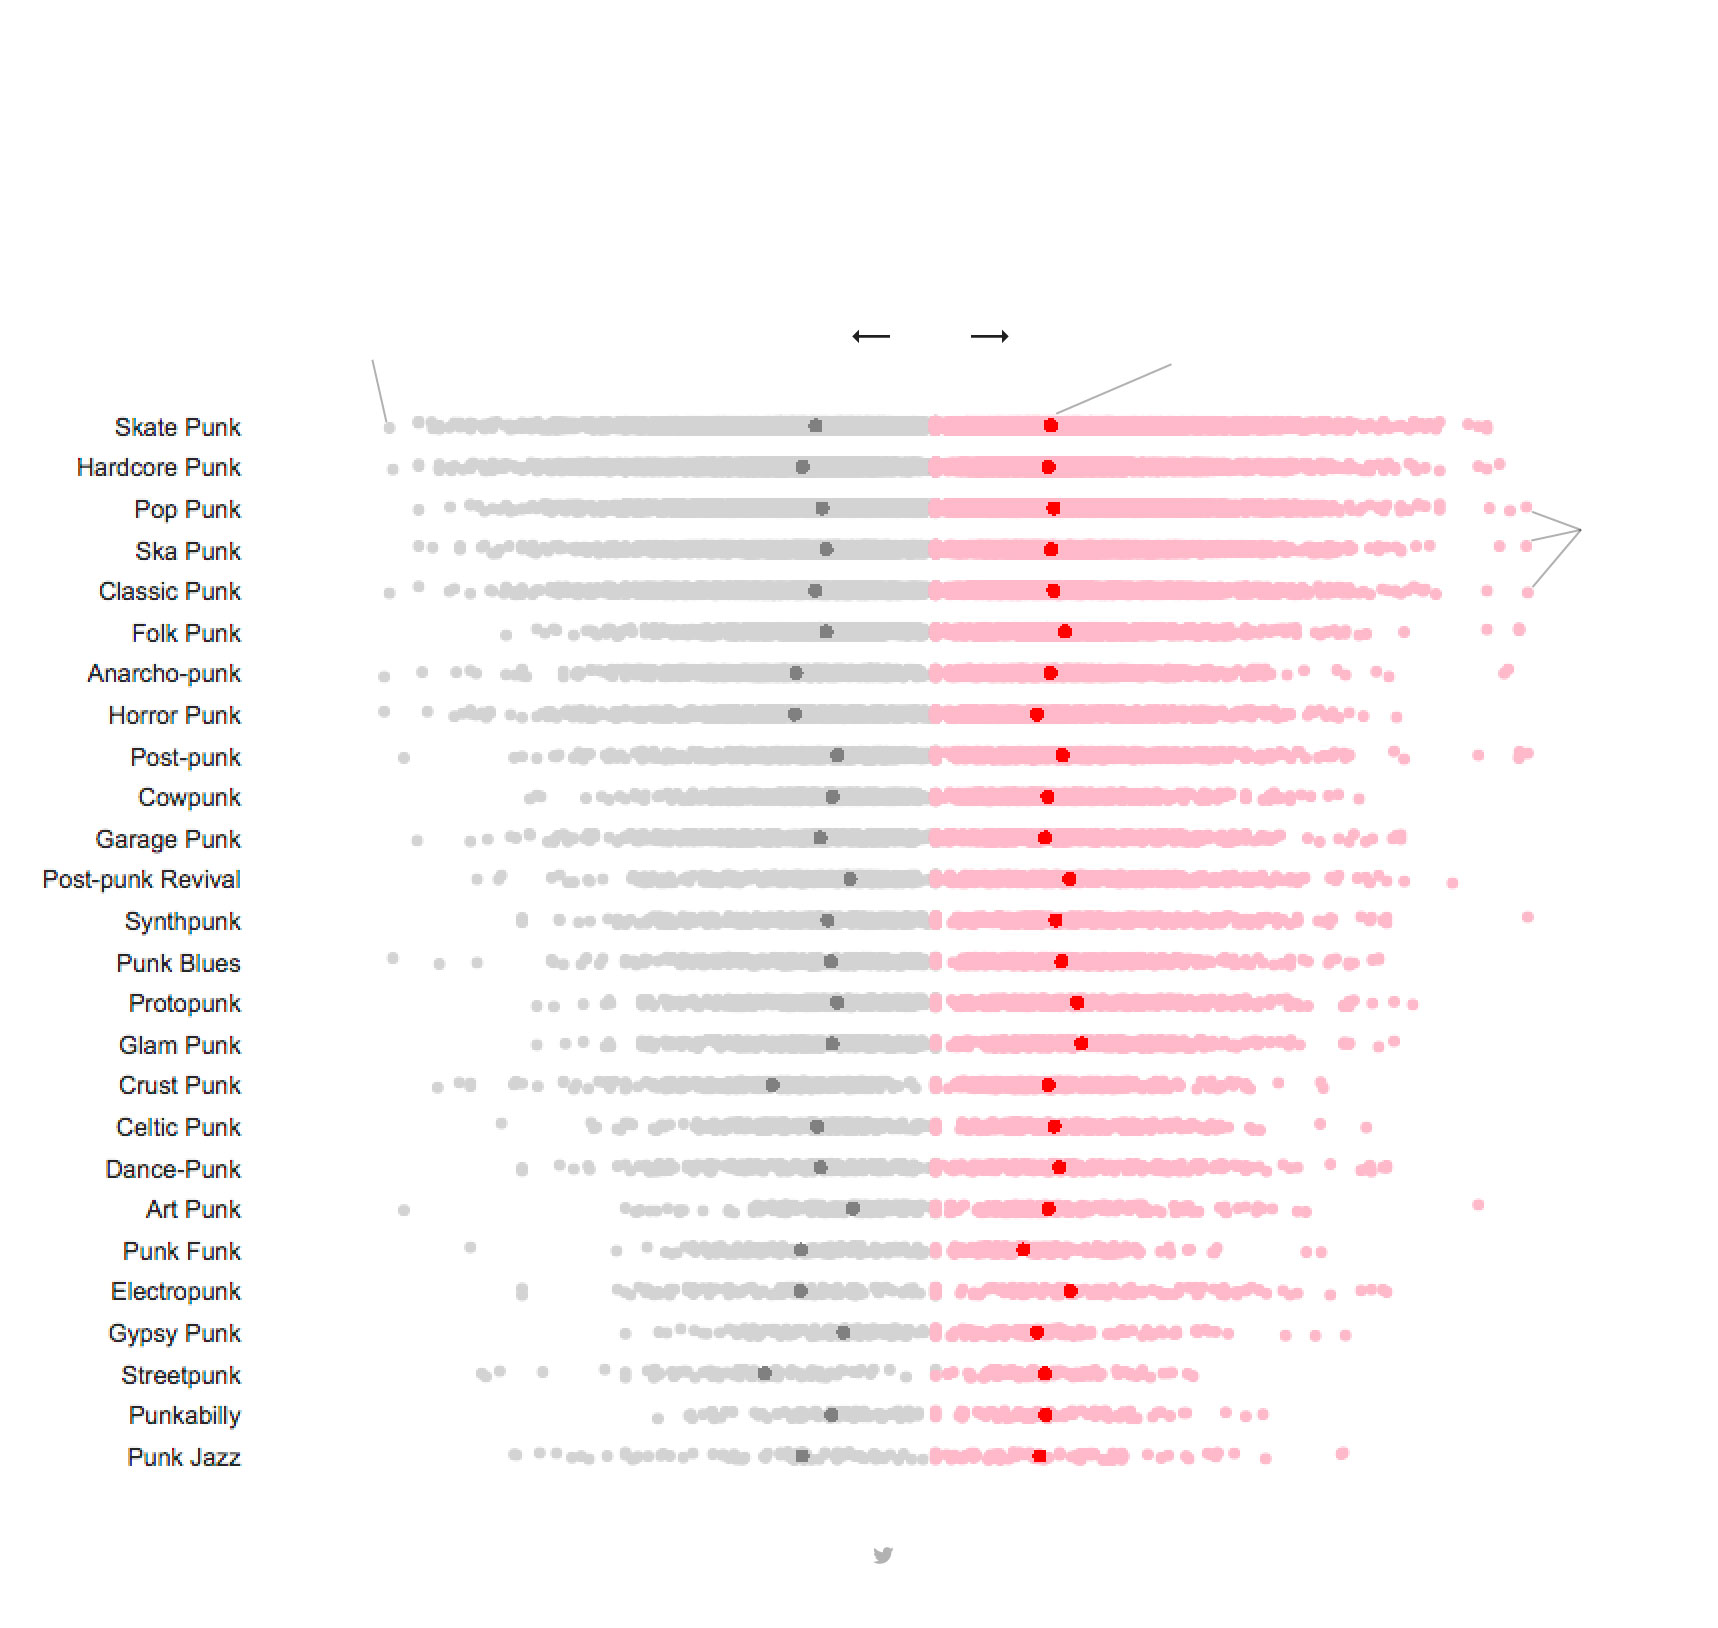 Skate Punk
Hardcore Punk
Pop Punk
Ska Punk
Classic Punk
Folk Punk
Anarcho-punk
Horror Punk
Post-punk
Cowpunk
Garage Punk
Post-punk Revival
Synthpunk
Punk Blues
Protopunk
Glam Punk
Crust Punk
Celtic Punk
Dance-Punk
Art Punk
Punk Funk
Electropunk
Gypsy Punk
Streetpunk
Punkabilly
Punk Jazz